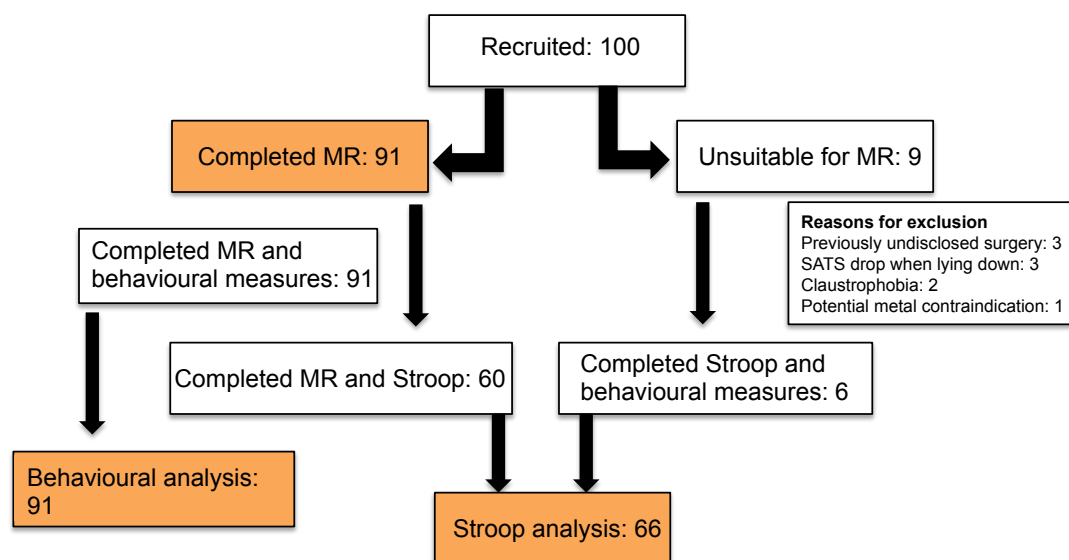 Recruited: 100
Completed MR: 91
Unsuitable for MR: 9
Reasons for exclusion
Previously undisclosed surgery: 3
SATS drop when lying down: 3
Claustrophobia: 2
Potential metal contraindication: 1
Completed MR and
behavioural measures: 91
Completed MR and Stroop: 60
Completed Stroop and
behavioural measures: 6
Behavioural analysis:
91
Stroop analysis: 66